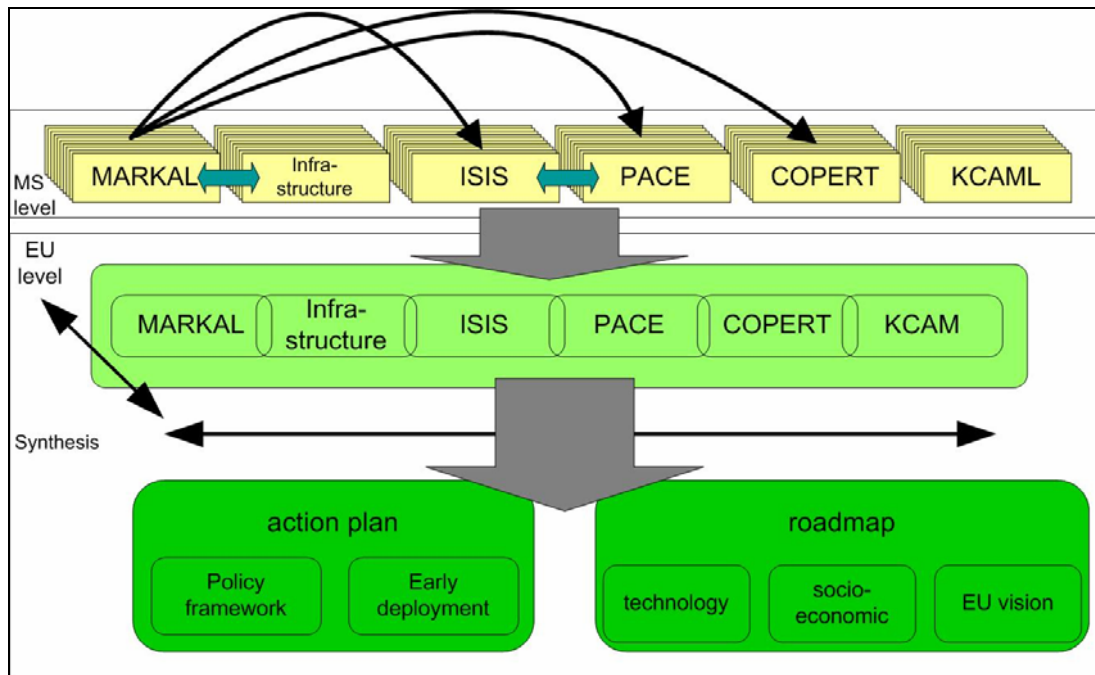 MS
level
MARKAL
Infra-
structure
ISIS
PACE
COPERT
KCAML
EU
level
MARKAL
Infra-
structure
ISIS
PACE
COPERT
KCAM
Synthesis
action plan
Policy
framework
Early
deployment
roadmap
technology
socio-
economic
EU vision